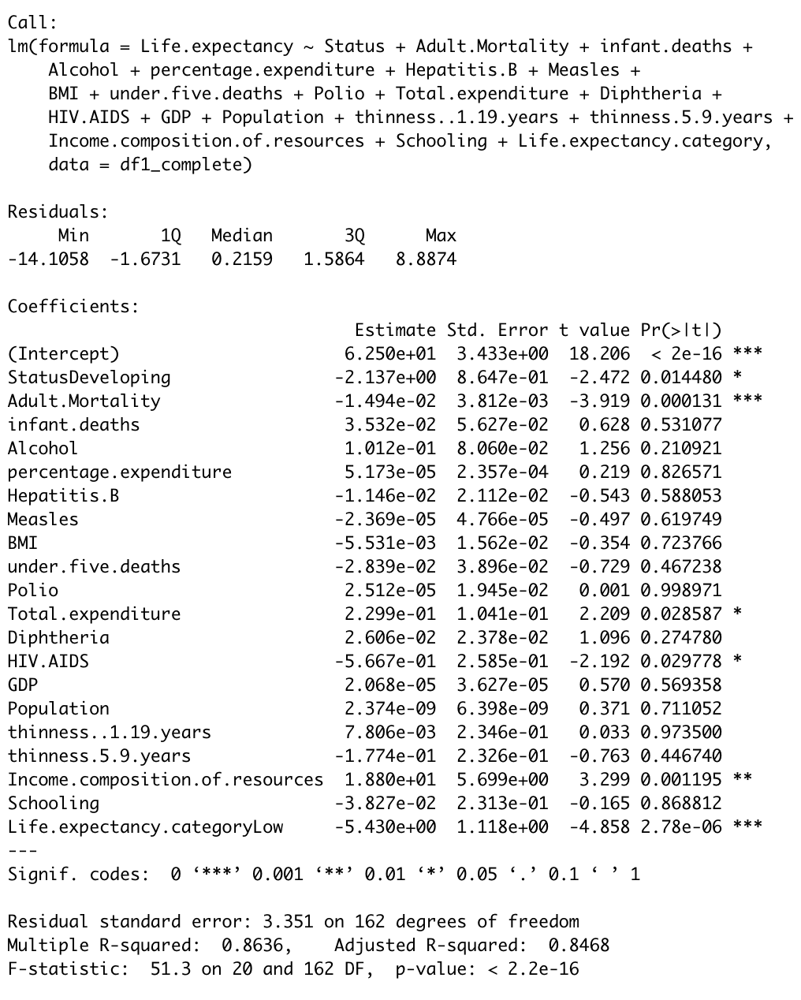 Call:
lm(formula = Life.expectancy ~ Status + Adult.Mortality + infant.deaths +
    Alcohol + percentage.expenditure + Hepatitis.B + Measles +
    BMI + under.five.deaths + Polio + Total.expenditure + Diphtheria +
    HIV.AIDS + GDP + Population + thinness..1.19.years + thinness.5.9.years +
    Income.composition.of.resources + Schooling + Life.expectancy.category,
    data = df1_complete)

Residuals:
     Min       1Q   Median       3Q      Max
-14.1058  -1.6731   0.2159   1.5864   8.8874

Coefficients:
                                  Estimate Std. Error t value Pr(>|t|)
(Intercept)                      6.250e+01  3.433e+00  18.206  < 2e-16 ***
StatusDeveloping                -2.137e+00  8.647e-01  -2.472 0.014480 *
Adult.Mortality                 -1.494e-02  3.812e-03  -3.919 0.000131 ***
infant.deaths                    3.532e-02  5.627e-02   0.628 0.531077
Alcohol                          1.012e-01  8.060e-02   1.256 0.210921
percentage.expenditure           5.173e-05  2.357e-04   0.219 0.826571
Hepatitis.B                     -1.146e-02  2.112e-02  -0.543 0.588053
Measles                         -2.369e-05  4.766e-05  -0.497 0.619749
BMI                             -5.531e-03  1.562e-02  -0.354 0.723766
under.five.deaths               -2.839e-02  3.896e-02  -0.729 0.467238
Polio                            2.512e-05  1.945e-02   0.001 0.998971
Total.expenditure                2.299e-01  1.041e-01   2.209 0.028587 *
Diphtheria                       2.606e-02  2.378e-02   1.096 0.274780
HIV.AIDS                        -5.667e-01  2.585e-01  -2.192 0.029778 *
GDP                              2.068e-05  3.627e-05   0.570 0.569358
Population                       2.374e-09  6.398e-09   0.371 0.711052
thinness..1.19.years             7.806e-03  2.346e-01   0.033 0.973500
thinness.5.9.years              -1.774e-01  2.326e-01  -0.763 0.446740
Income.composition.of.resources  1.880e+01  5.699e+00   3.299 0.001195 **
Schooling                       -3.827e-02  2.313e-01  -0.165 0.868812
Life.expectancy.categoryLow     -5.430e+00  1.118e+00  -4.858 2.78e-06 ***
---
Signif. codes:  0 ‘***’ 0.001 ‘**’ 0.01 ‘*’ 0.05 ‘.’ 0.1 ‘ ’ 1

Residual standard error: 3.351 on 162 degrees of freedom
Multiple R-squared:  0.8636,    Adjusted R-squared:  0.8468
F-statistic:  51.3 on 20 and 162 DF,  p-value: < 2.2e-16